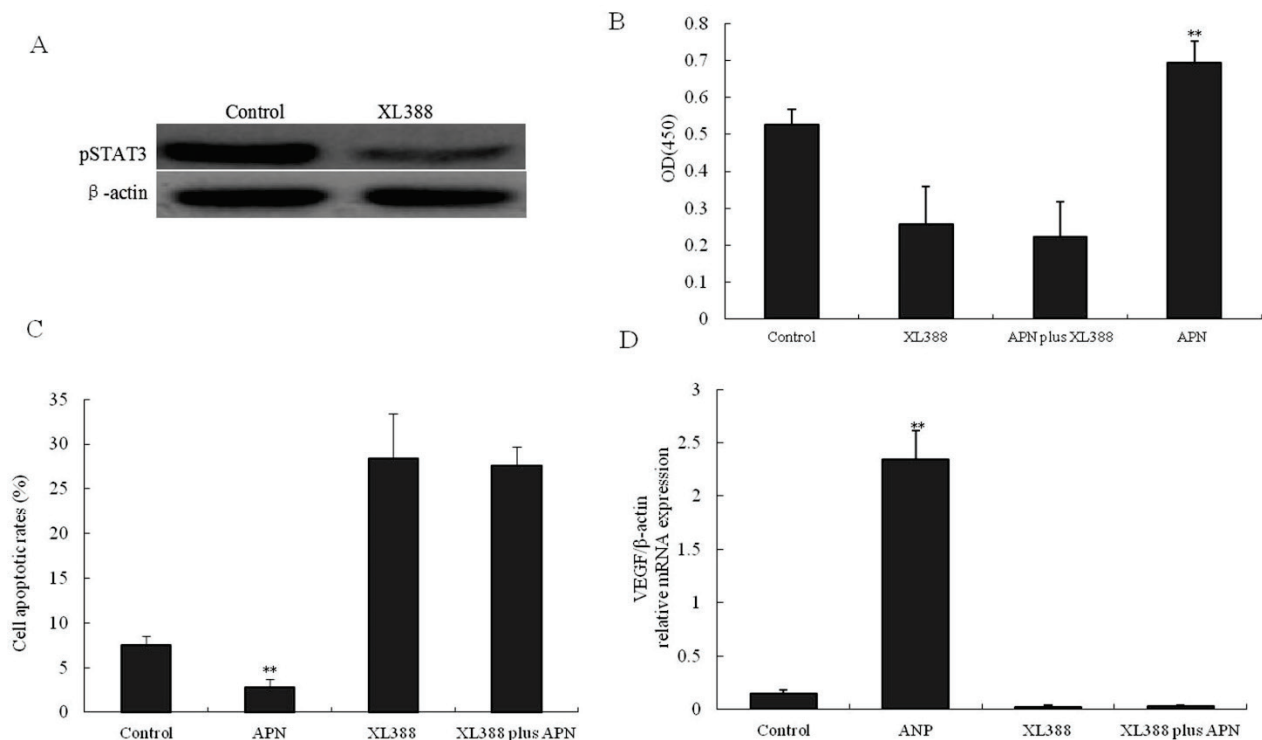 A
Control XL388
pSTAT3
β-actin
B
0.8
0.7
0.6
0.5
0.4
0.3
0.2
0.1
0
OD(450)
**
Control XL388 APN plus XL388 APN
C
35
30
25
20
15
10
5
0
Cell apoptotic rates (%)
**
Control APN XL388 XL388 plus APN
D
3
2.5
2
1.5
1
0.5
0
VEGF/β-actin
relative mRNA expression
**
Control ANP XL388 XL388 plus APN